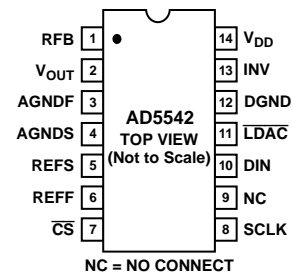 RFB 1 14 VDD
VOUT 2 13 INV
AGNDF 3 12 DGND
AGNDS 4 11 LDAC
REFS 5 10 DIN
REFF 6 9 NC
CS 7 8 SCLK
AD5542
TOP VIEW
(Not to Scale)
NC = NO CONNECT